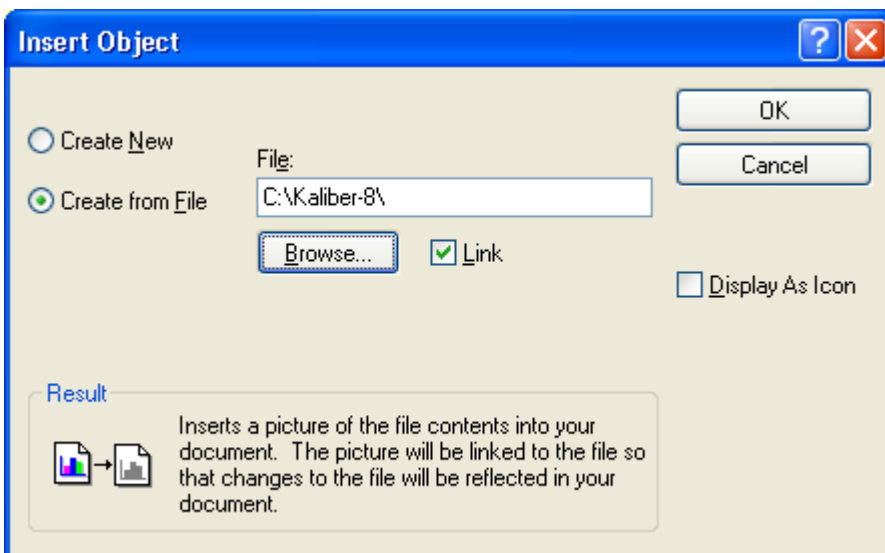 Insert Object
Create New
Create from File
File:
C:\Kaliber-8\
Browse...
Link
OK
Cancel
Display As Icon
Result
Inserts a picture of the file contents into your
document. The picture will be linked to the file so
that changes to the file will be reflected in your
document.